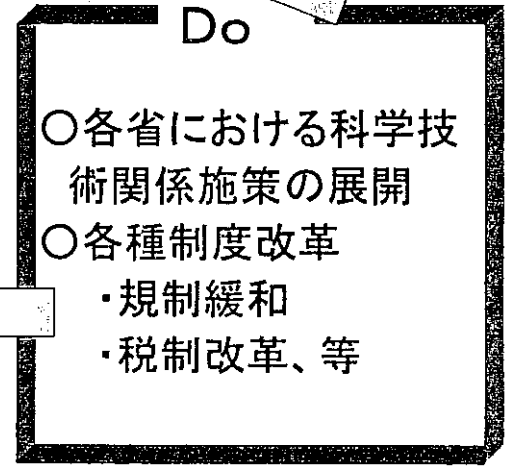 Do
○各省における科学技
術関係施策の展開
○各種制度改革
・規制緩和
・税制改革、等